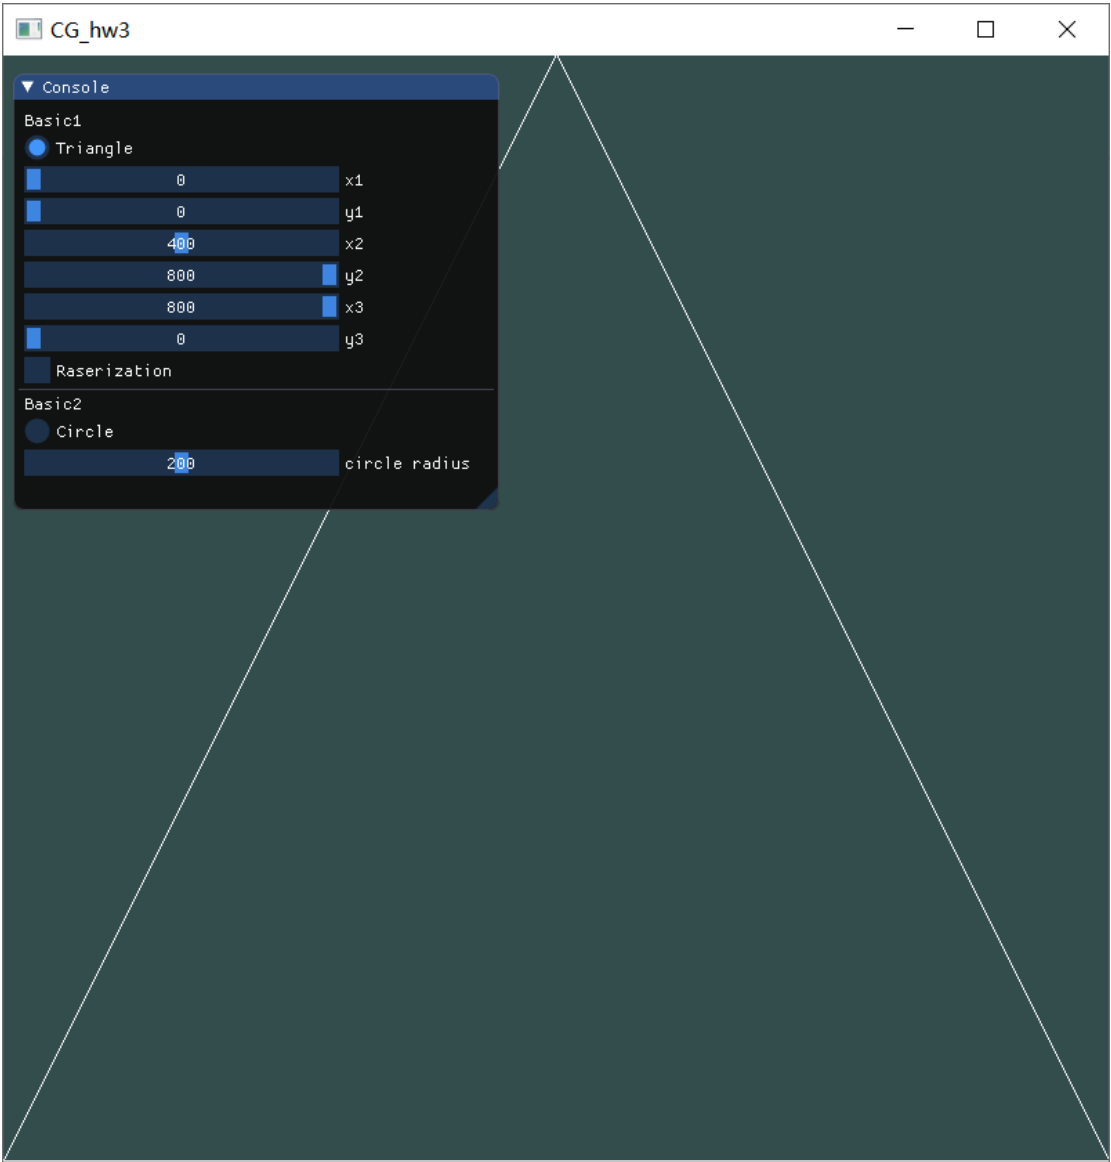 CG_hw3
Console
Basic1
Triangle
0 x1
0 y1
400 x2
800 y2
800 x3
0 y3
Raserization
Basic2
Circle
200 circle radius